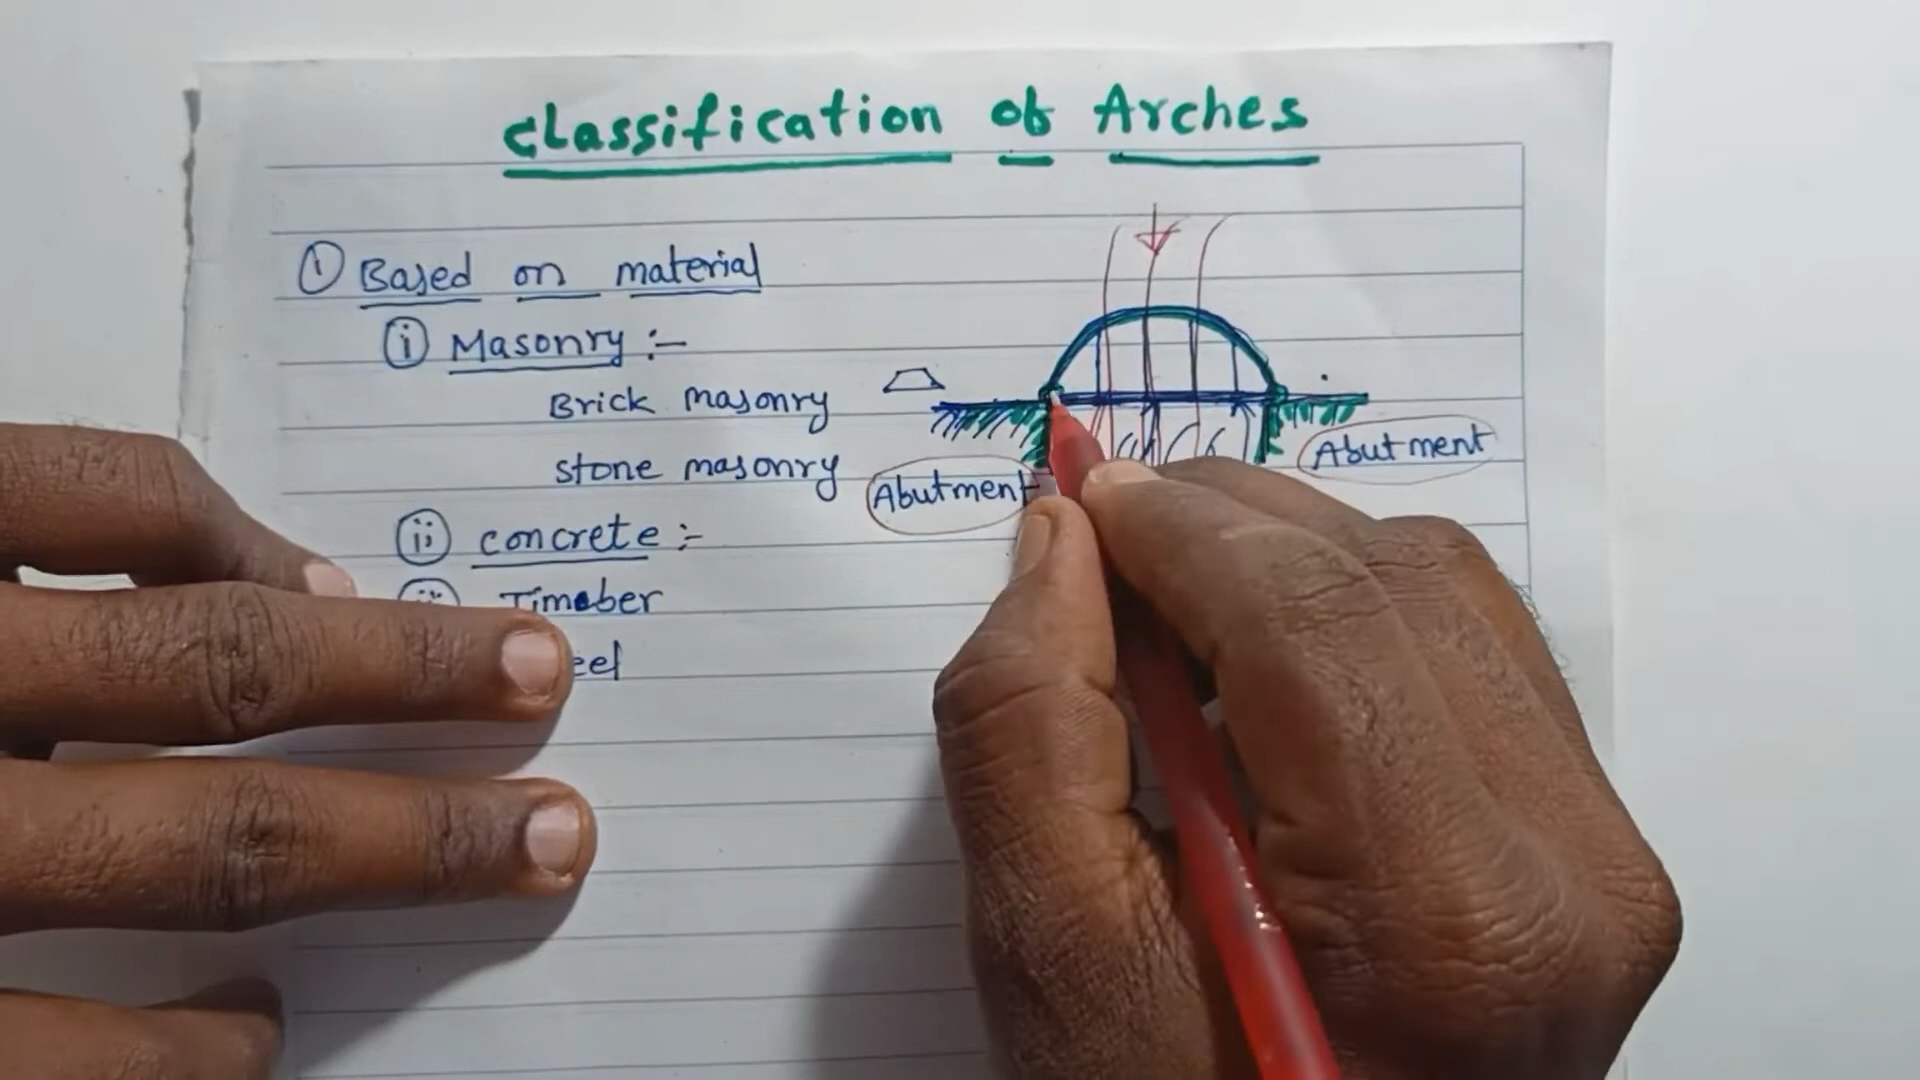 classification of Arches
① Based on material
ⓘ Masonry :-
Brick masonry
stone masonry
Abutment
Abutment
ⓘⓘ concrete :-
Timber